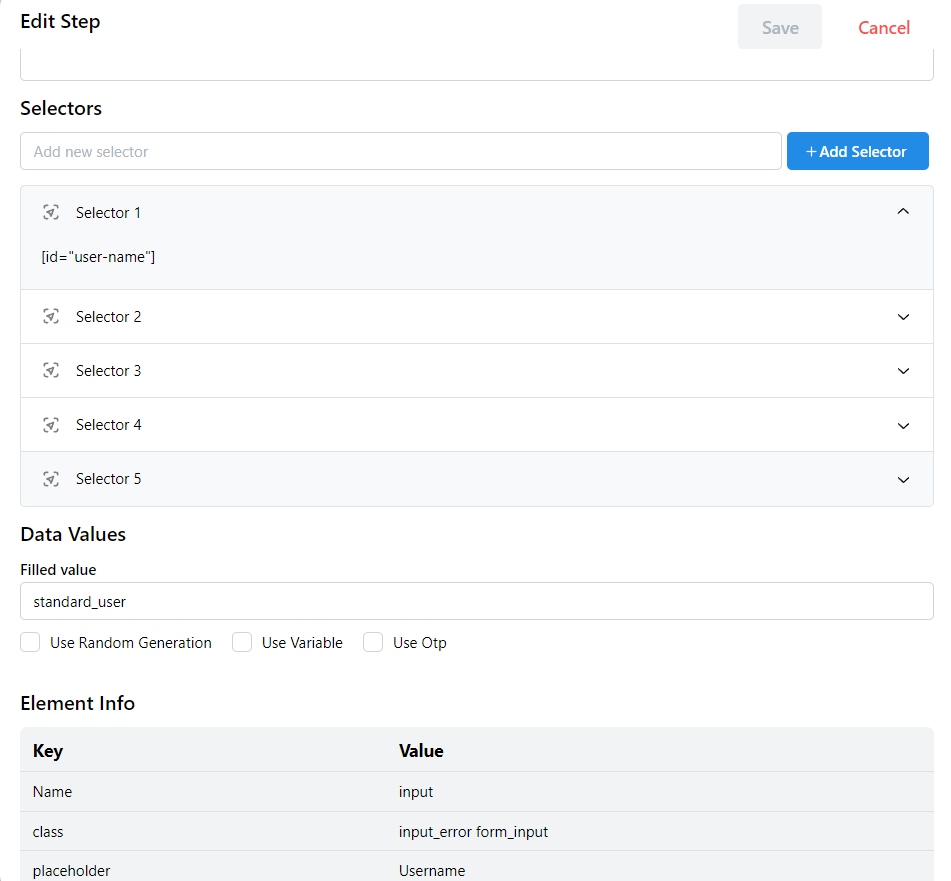 Edit Step
Save
Cancel
Selectors
Add new selector
+ Add Selector
Selector 1
[id="user-name"]
Selector 2
Selector 3
Selector 4
Selector 5
Data Values
Filled value
standard_user
Use Random Generation Use Variable Use Otp
Element Info
Key Value
Name input
class input_error form_input
placeholder Username